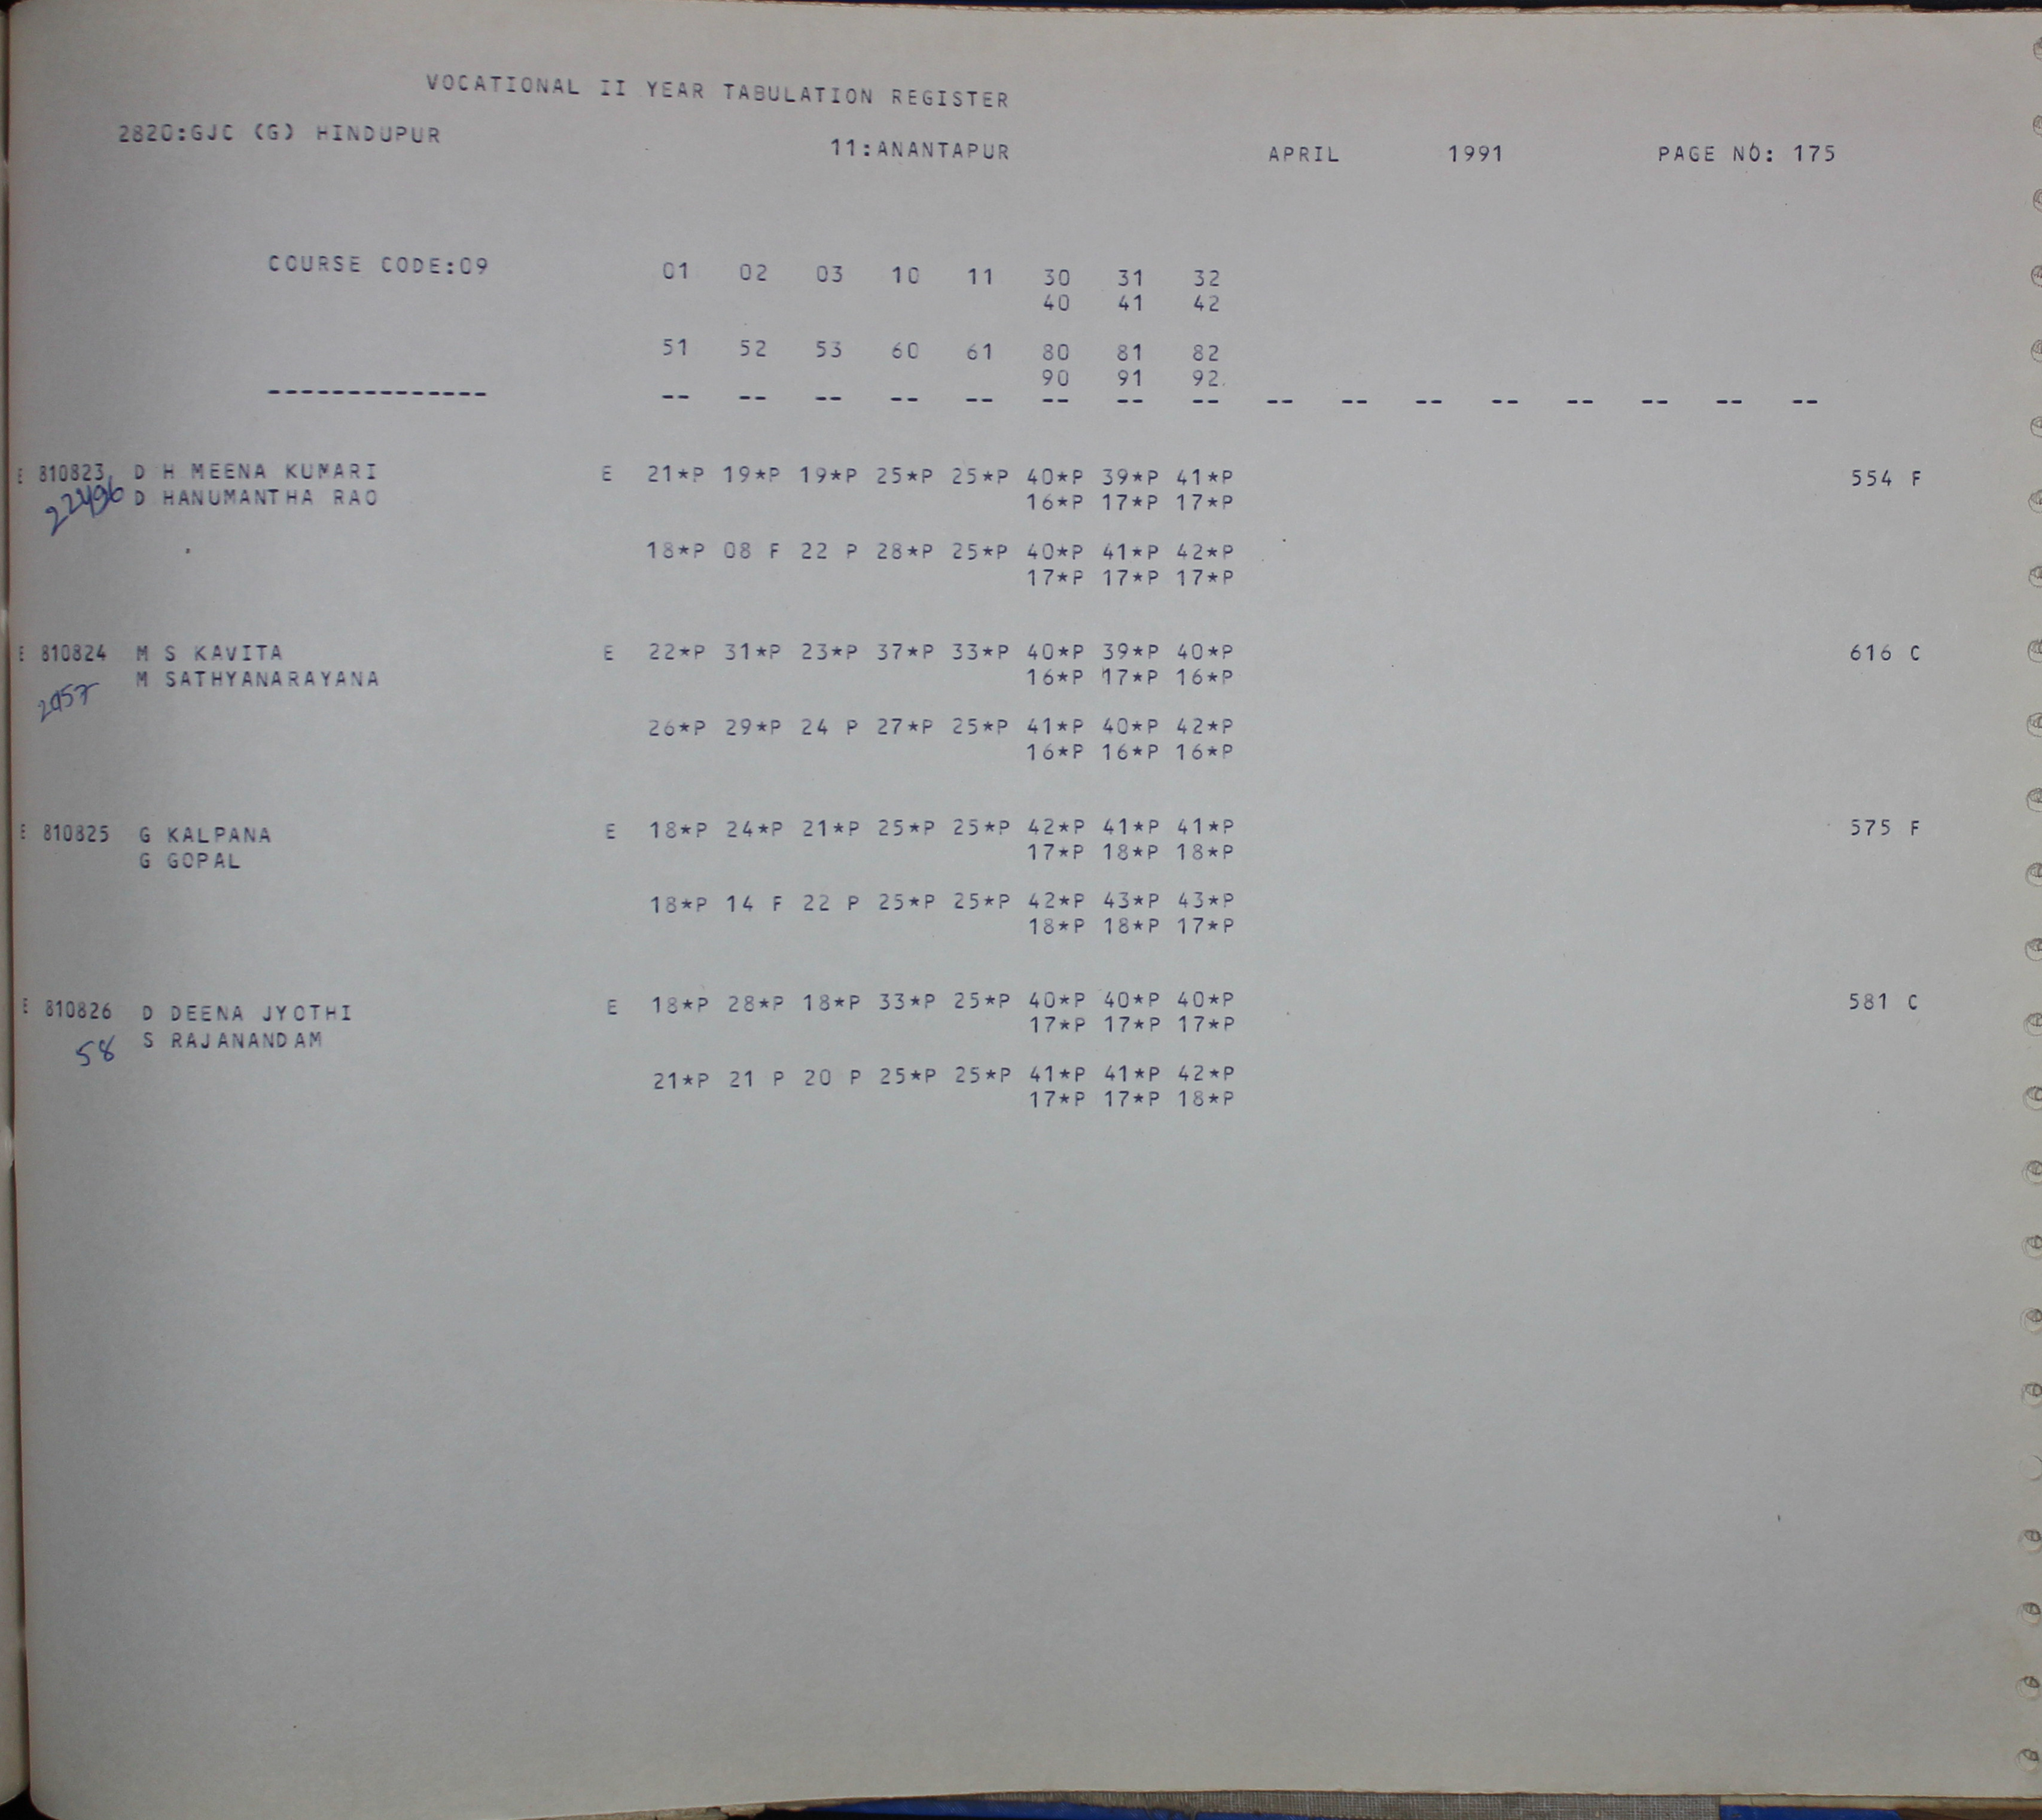 VOCATIONAL II YEAR TABULATION REGISTER
2820:GJC (G) HINDUPUR 11:ANANTAPUR APRIL 1991 PAGE NO: 175
COURSE CODE:09 01 02 03 10 11 30 31 32
40 41 42
51 52 53 60 61 80 81 82
90 91 92
-------------- -- -- -- -- -- -- -- -- -- -- -- -- -- -- -- --
E 810823 D H MEENA KUMARI E 21*P 19*P 19*P 25*P 25*P 40*P 39*P 41*P 554 F
D HANUMANTHA RAO 16*P 17*P 17*P
18*P 08 F 22 P 28*P 25*P 40*P 41*P 42*P
17*P 17*P 17*P
E 810824 M S KAVITA E 22*P 31*P 23*P 37*P 33*P 40*P 39*P 40*P 616 C
M SATHYANARAYANA 16*P 17*P 16*P
26*P 29*P 24 P 27*P 25*P 41*P 40*P 42*P
16*P 16*P 16*P
E 810825 G KALPANA E 18*P 24*P 21*P 25*P 25*P 42*P 41*P 41*P 575 F
G GOPAL 17*P 18*P 18*P
18*P 14 F 22 P 25*P 25*P 42*P 43*P 43*P
18*P 18*P 17*P
E 810826 D DEENA JYOTHI E 18*P 28*P 18*P 33*P 25*P 40*P 40*P 40*P 581 C
58 S RAJANANDAM 17*P 17*P 17*P
21*P 21 P 20 P 25*P 25*P 41*P 41*P 42*P
17*P 17*P 18*P